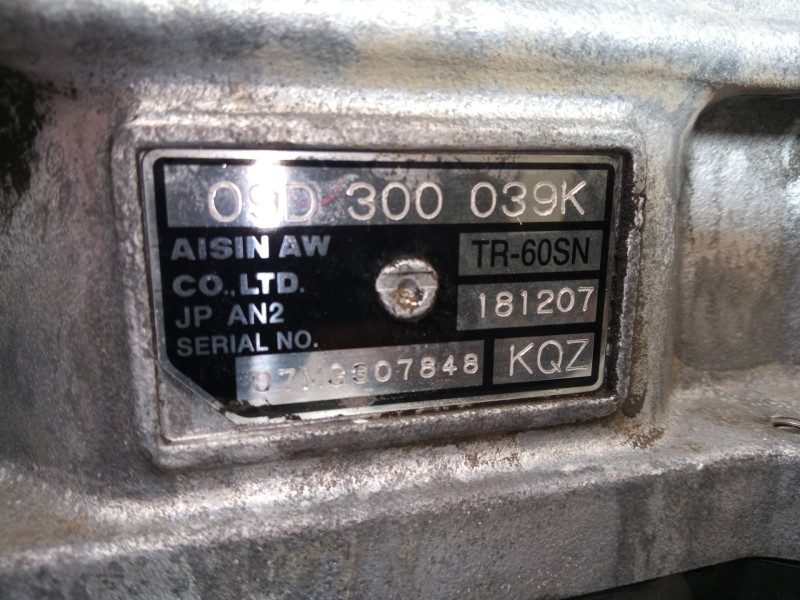 09D 300 039K
AISIN AW
CO.,LTD.
TR-60SN
JP AN2
181207
SERIAL NO.
KQZ